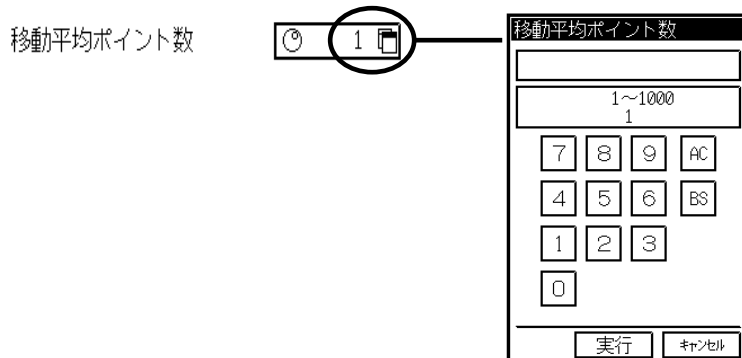 移動平均ポイント数
1
移動平均ポイント数
1～1000
1
7 8 9 AC
4 5 6 BS
1 2 3
0
実行 ｷｬﾝｾﾙ